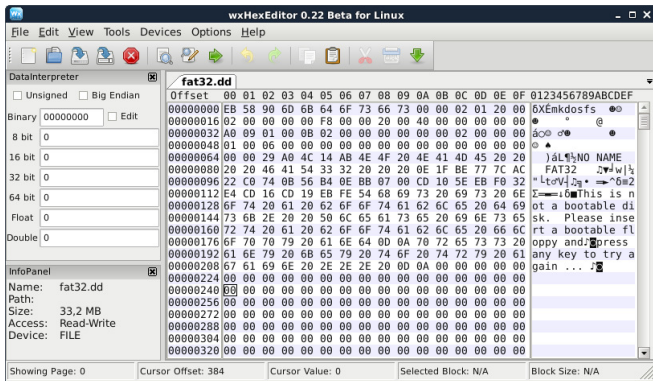 wxHexEditor 0.22 Beta for Linux
File Edit View Tools Devices Options Help
DataInterpreter
Unsigned Big Endian
Binary 00000000 Edit
8 bit 0
16 bit 0
32 bit 0
64 bit 0
Float 0
Double 0
InfoPanel
Name: fat32.dd
Path:
Size: 33,2 MB
Access: Read-Write
Device: FILE
fat32.dd
Offset 00 01 02 03 04 05 06 07 08 09 0A 0B 0C 0D 0E 0F 0123456789ABCDEF
00000000 EB 58 90 6D 6B 64 6F 73 66 73 00 00 02 01 20 00 δXÉmkdosfs ☻☺
00000016 02 00 00 00 00 F8 00 00 20 00 40 00 00 00 00 00 ☻ ° @
00000032 A0 09 01 00 0B 02 00 00 00 00 00 00 02 00 00 00 á○☺ ♂☻ ☻
00000048 01 00 06 00 00 00 00 00 00 00 00 00 00 00 00 00 ☺ ♠
00000064 00 00 29 A0 4C 14 AB 4E 4F 20 4E 41 4D 45 20 20 )áL¶½NO NAME
00000080 20 20 46 41 54 33 32 20 20 20 0E 1F BE 77 7C AC FAT32 ♫▼╛w|¼
00000096 22 C0 74 0B 56 B4 0E BB 07 00 CD 10 5E EB F0 32 "└t♂V┤♫╗• ═►^δ≡2
00000112 E4 CD 16 CD 19 EB FE 54 68 69 73 20 69 73 20 6E Σ═▬═↓δ■This is n
00000128 6F 74 20 61 20 62 6F 6F 74 61 62 6C 65 20 64 69 ot a bootable di
00000144 73 6B 2E 20 20 50 6C 65 61 73 65 20 69 6E 73 65 sk.  Please inse
00000160 72 74 20 61 20 62 6F 6F 74 61 62 6C 65 20 66 6C rt a bootable fl
00000176 6F 70 70 79 20 61 6E 64 0D 0A 70 72 65 73 73 20 oppy and♪◙press
00000192 61 6E 79 20 6B 65 79 20 74 6F 20 74 72 79 20 61 any key to try a
00000208 67 61 69 6E 20 2E 2E 2E 20 0D 0A 00 00 00 00 00 gain ... ♪◙
00000224 00 00 00 00 00 00 00 00 00 00 00 00 00 00 00 00
00000240 00 00 00 00 00 00 00 00 00 00 00 00 00 00 00 00
00000256 00 00 00 00 00 00 00 00 00 00 00 00 00 00 00 00
00000272 00 00 00 00 00 00 00 00 00 00 00 00 00 00 00 00
00000288 00 00 00 00 00 00 00 00 00 00 00 00 00 00 00 00
00000304 00 00 00 00 00 00 00 00 00 00 00 00 00 00 00 00
00000320 00 00 00 00 00 00 00 00 00 00 00 00 00 00 00 00
Showing Page: 0 Cursor Offset: 384 Cursor Value: 0 Selected Block: N/A Block Size: N/A